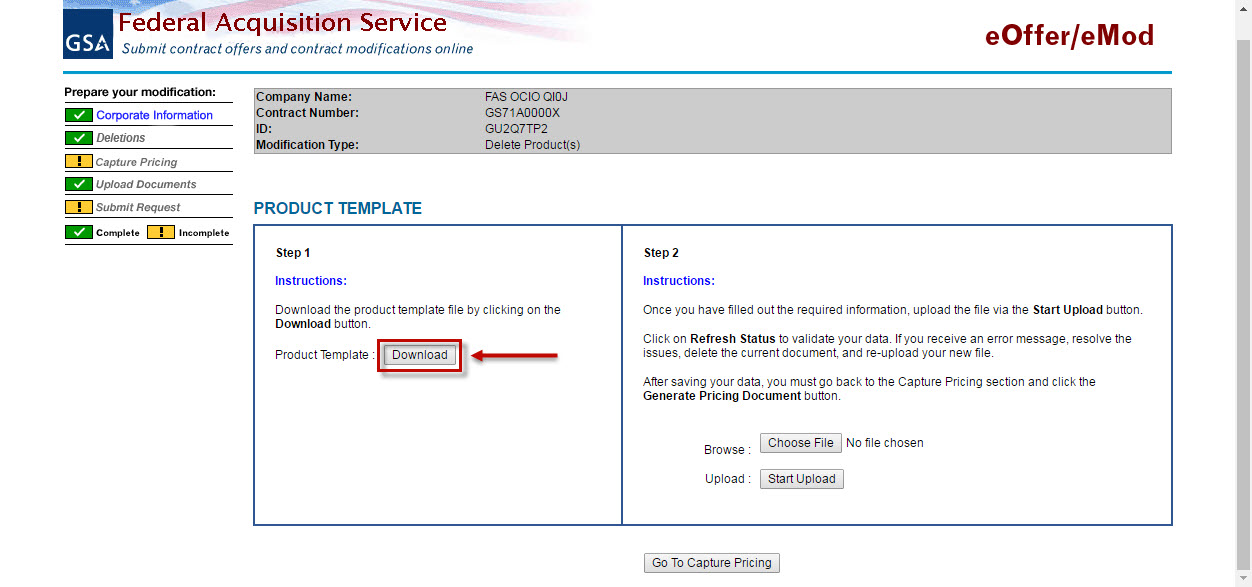 GSA
Federal Acquisition Service
Submit contract offers and contract modifications online
eOffer/eMod
Prepare your modification:
Corporate Information
Deletions
! Capture Pricing
Upload Documents
! Submit Request
Complete ! Incomplete
Company Name: FAS OCIO QI0J
Contract Number: GS71A0000X
ID: GU2Q7TP2
Modification Type: Delete Product(s)
PRODUCT TEMPLATE
Step 1
Instructions:
Download the product template file by clicking on the
Download button.
Product Template : Download
Step 2
Instructions:
Once you have filled out the required information, upload the file via the Start Upload button.
Click on Refresh Status to validate your data. If you receive an error message, resolve the
issues, delete the current document, and re-upload your new file.
After saving your data, you must go back to the Capture Pricing section and click the
Generate Pricing Document button.
Browse : Choose File No file chosen
Upload : Start Upload
Go To Capture Pricing